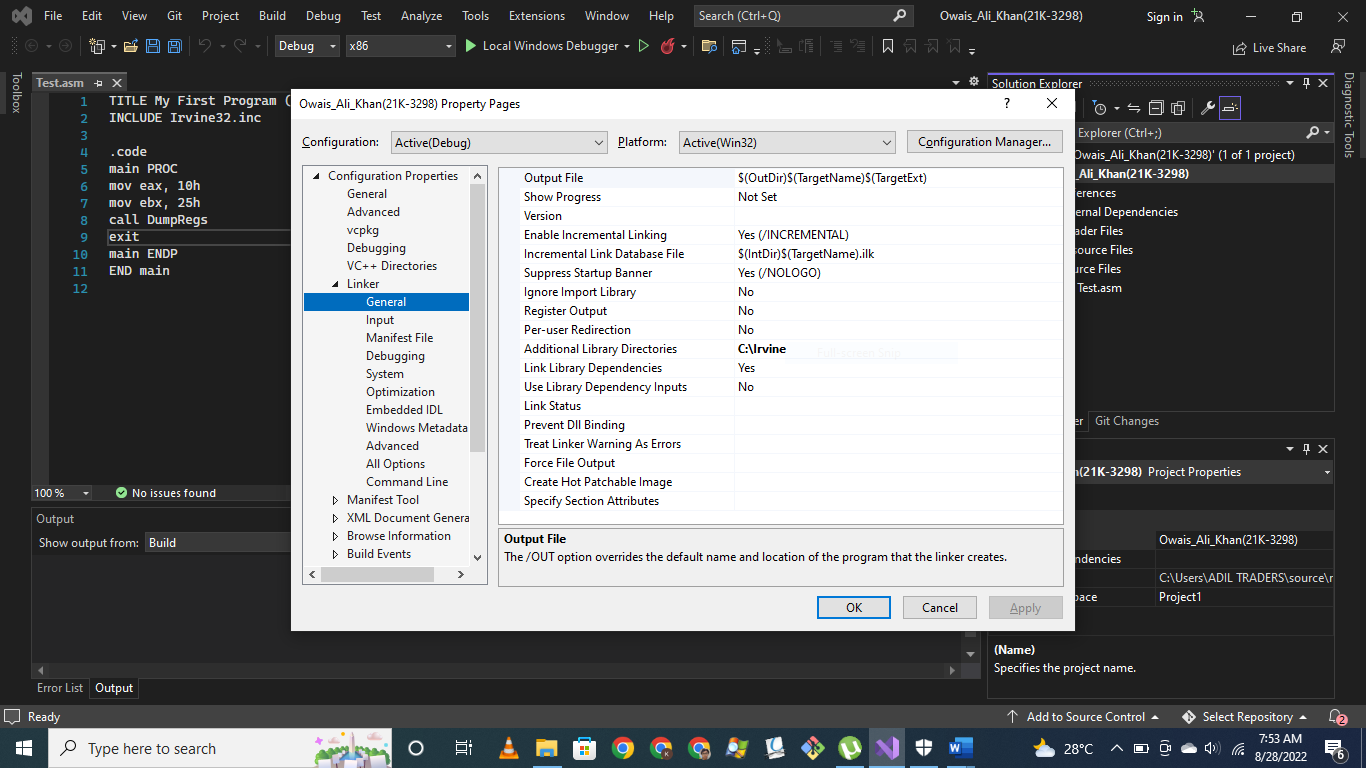 File Edit View Git Project Build Debug Test Analyze Tools Extensions Window Help Search (Ctrl+Q) Owais_Ali_Khan(21K-3298) Sign in
Debug x86 Local Windows Debugger Live Share
Toolbox
Test.asm
1 TITLE My First Program (
2 INCLUDE Irvine32.inc
3
4 .code
5 main PROC
6 mov eax, 10h
7 mov ebx, 25h
8 call DumpRegs
9 exit
10 main ENDP
11 END main
12
100 % No issues found
Output
Show output from: Build
Error List Output
Owais_Ali_Khan(21K-3298) Property Pages ?
Configuration: Active(Debug) Platform: Active(Win32) Configuration Manager...
Configuration Properties
General
Advanced
vcpkg
Debugging
VC++ Directories
Linker
General
Input
Manifest File
Debugging
System
Optimization
Embedded IDL
Windows Metadata
Advanced
All Options
Command Line
Manifest Tool
XML Document Genera
Browse Information
Build Events
Output File $(OutDir)$(TargetName)$(TargetExt)
Show Progress Not Set
Version
Enable Incremental Linking Yes (/INCREMENTAL)
Incremental Link Database File $(IntDir)$(TargetName).ilk
Suppress Startup Banner Yes (/NOLOGO)
Ignore Import Library No
Register Output No
Per-user Redirection No
Additional Library Directories C:\Irvine
Full-screen Snip
Link Library Dependencies Yes
Use Library Dependency Inputs No
Link Status
Prevent Dll Binding
Treat Linker Warning As Errors
Force File Output
Create Hot Patchable Image
Specify Section Attributes
Output File
The /OUT option overrides the default name and location of the program that the linker creates.
OK Cancel Apply
Solution Explorer
Explorer (Ctrl+;)
Owais_Ali_Khan(21K-3298)' (1 of 1 project)
_Ali_Khan(21K-3298)
erences
ernal Dependencies
ader Files
source Files
urce Files
Test.asm
er Git Changes
n(21K-3298) Project Properties
Owais_Ali_Khan(21K-3298)
ndencies
C:\Users\ADIL TRADERS\source\r
pace Project1
(Name)
Specifies the project name.
Diagnostic Tools
Ready Add to Source Control Select Repository 2
Type here to search 28°C 7:53 AM
8/28/2022 6